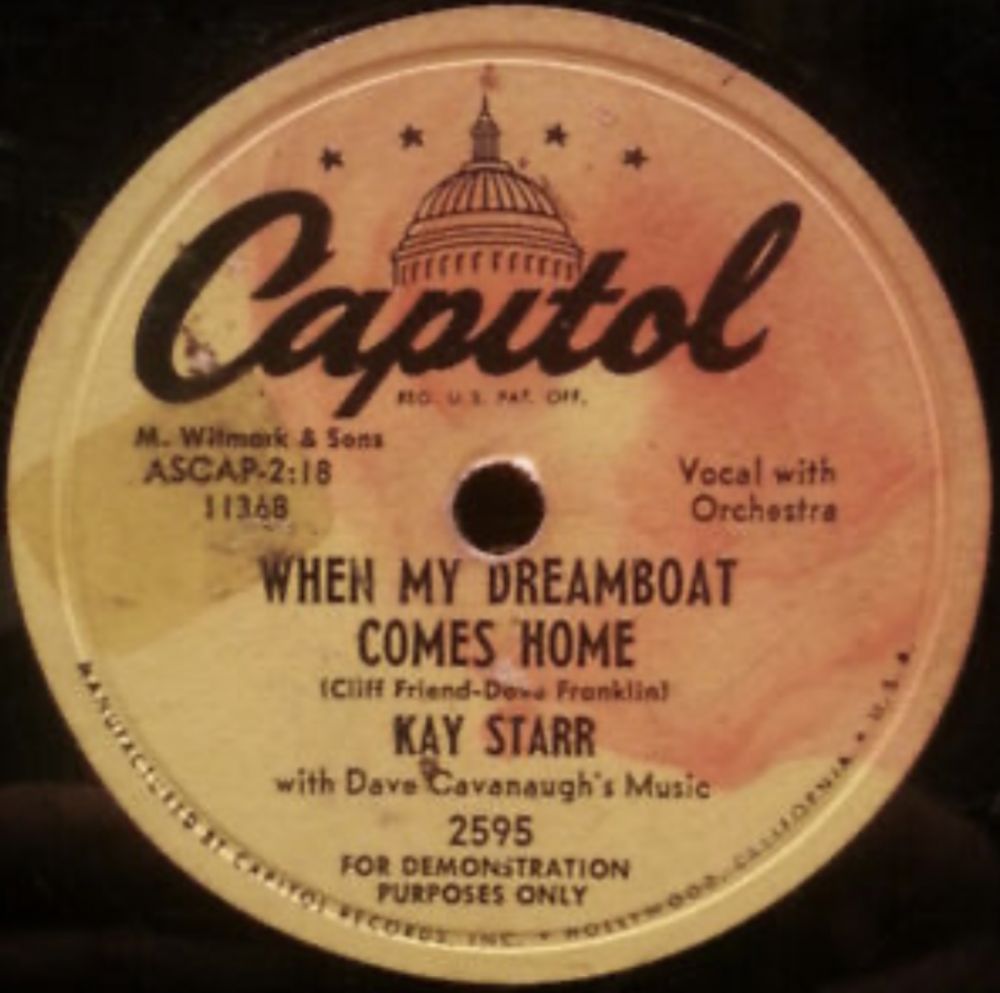 Capitol
REG. U.S. PAT. OFF.
M. Witmark & Sons
ASCAP-2:18
11368
Vocal with
Orchestra
WHEN MY DREAMBOAT
COMES HOME
(Cliff Friend-Dave Franklin)
KAY STARR
with Dave Cavanaugh's Music
2595
FOR DEMONSTRATION
PURPOSES ONLY
MANUFACTURED BY CAPITOL RECORDS, INC. • HOLLYWOOD, CALIFORNIA • U.S.A.